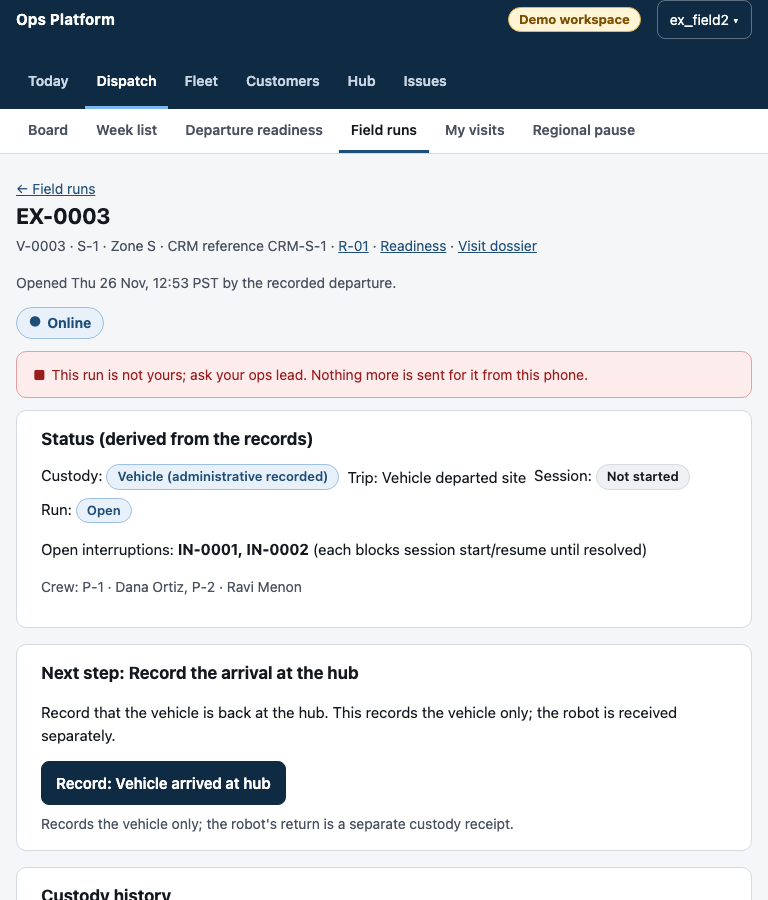 Ops Platform
Demo workspace
ex_field2 ▾
Today Dispatch Fleet Customers Hub Issues
Board Week list Departure readiness Field runs My visits Regional pause
← Field runs
EX-0003
V-0003 · S-1 · Zone S · CRM reference CRM-S-1 · R-01 · Readiness · Visit dossier
Opened Thu 26 Nov, 12:53 PST by the recorded departure.
Online
This run is not yours; ask your ops lead. Nothing more is sent for it from this phone.
Status (derived from the records)
Custody: Vehicle (administrative recorded) Trip: Vehicle departed site Session: Not started
Run: Open
Open interruptions: IN-0001, IN-0002 (each blocks session start/resume until resolved)
Crew: P-1 · Dana Ortiz, P-2 · Ravi Menon
Next step: Record the arrival at the hub
Record that the vehicle is back at the hub. This records the vehicle only; the robot is received
separately.
Record: Vehicle arrived at hub
Records the vehicle only; the robot's return is a separate custody receipt.
Custody history